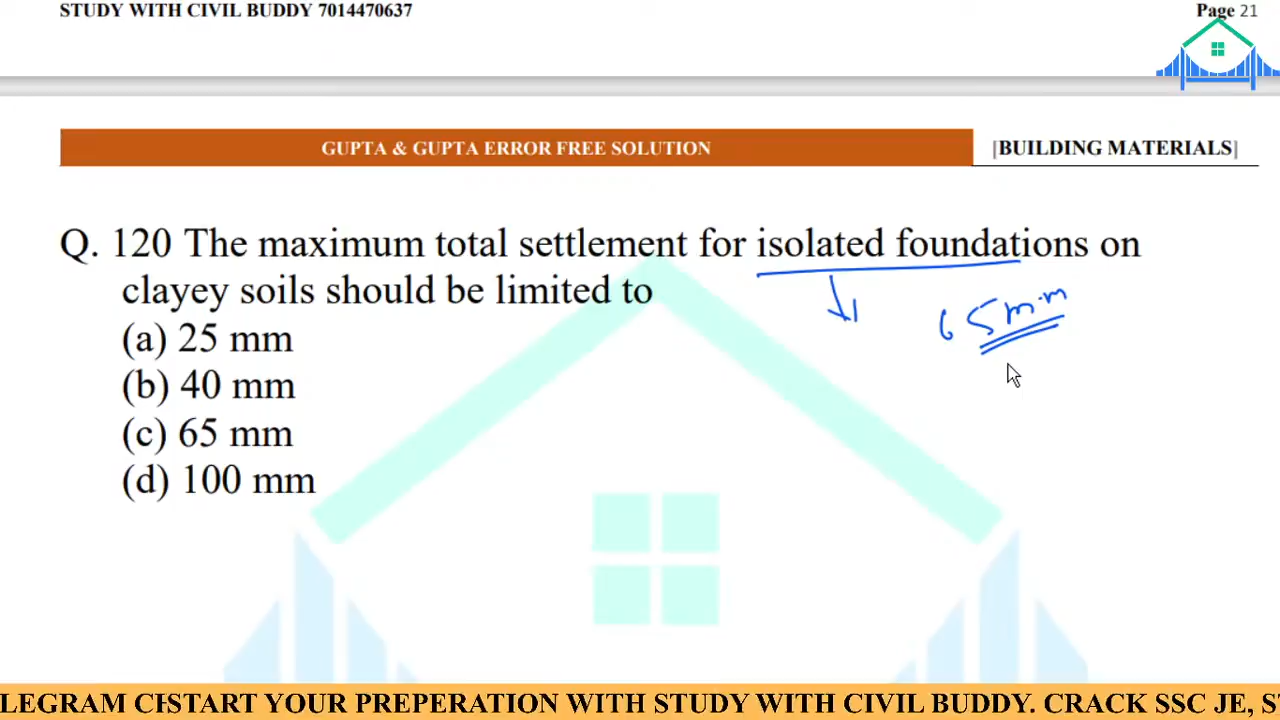 STUDY WITH CIVIL BUDDY 7014470637
Page 21
GUPTA & GUPTA ERROR FREE SOLUTION
[BUILDING MATERIALS]
Q. 120 The maximum total settlement for isolated foundations on
clayey soils should be limited to
65 m.m
(a) 25 mm
(b) 40 mm
(c) 65 mm
(d) 100 mm
LEGRAM CHSTART YOUR PREPERATION WITH STUDY WITH CIVIL BUDDY. CRACK SSC JE, S